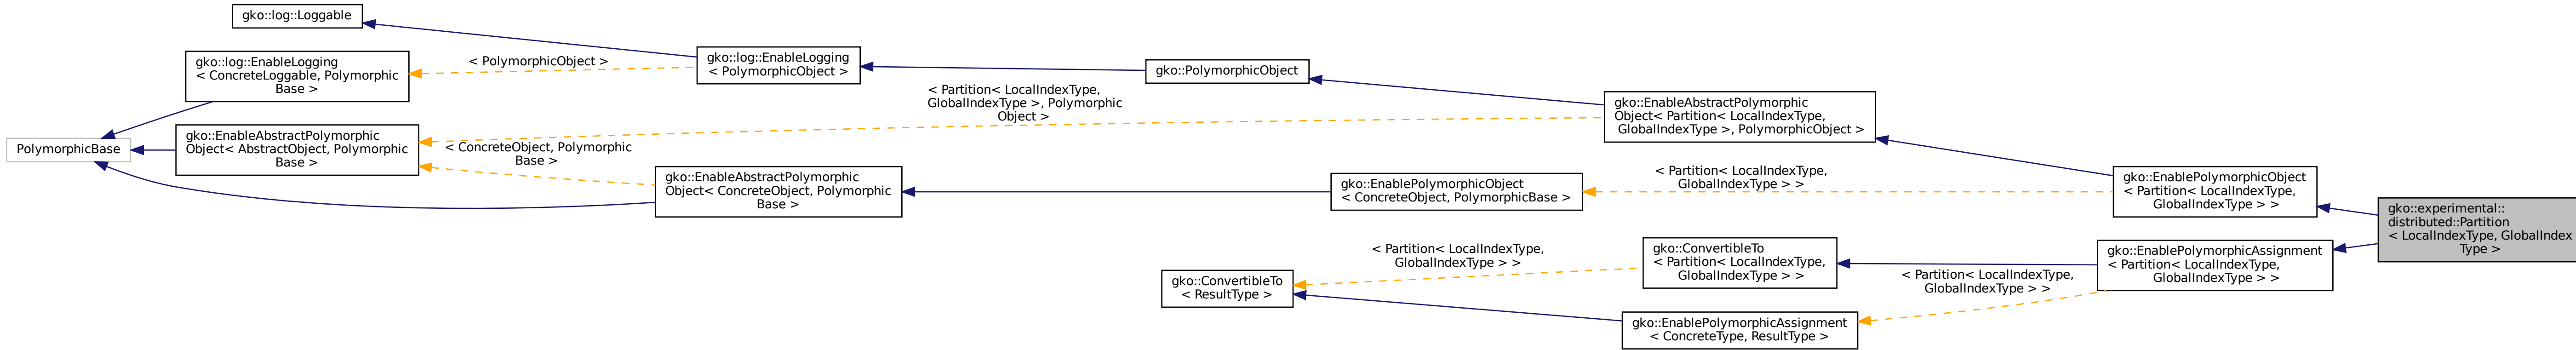 gko::log::Loggable
gko::log::EnableLogging
< ConcreteLoggable, Polymorphic
Base >
< PolymorphicObject >
gko::log::EnableLogging
< PolymorphicObject >
gko::PolymorphicObject
< Partition< LocalIndexType,
GlobalIndexType >, Polymorphic
Object >
gko::EnableAbstractPolymorphic
Object< Partition< LocalIndexType,
GlobalIndexType >, PolymorphicObject >
PolymorphicBase
gko::EnableAbstractPolymorphic
Object< AbstractObject, Polymorphic
Base >
< ConcreteObject, Polymorphic
Base >
gko::EnableAbstractPolymorphic
Object< ConcreteObject, Polymorphic
Base >
gko::EnablePolymorphicObject
< ConcreteObject, PolymorphicBase >
< Partition< LocalIndexType,
GlobalIndexType > >
gko::EnablePolymorphicObject
< Partition< LocalIndexType,
GlobalIndexType > >
gko::experimental::
distributed::Partition
< LocalIndexType, GlobalIndex
Type >
gko::ConvertibleTo
< ResultType >
< Partition< LocalIndexType,
GlobalIndexType > >
gko::ConvertibleTo
< Partition< LocalIndexType,
GlobalIndexType > >
< Partition< LocalIndexType,
GlobalIndexType > >
gko::EnablePolymorphicAssignment
< Partition< LocalIndexType,
GlobalIndexType > >
gko::EnablePolymorphicAssignment
< ConcreteType, ResultType >